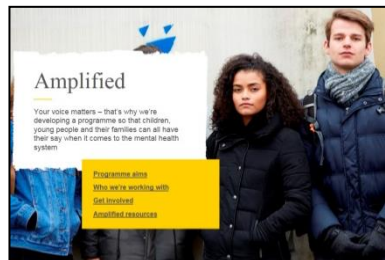 Amplified
Your voice matters – that's why we're
developing a programme so that children,
young people and their families can all have
their say when it comes to the mental health
system
Programme aims
Who we're working with
Get involved
Amplified resources